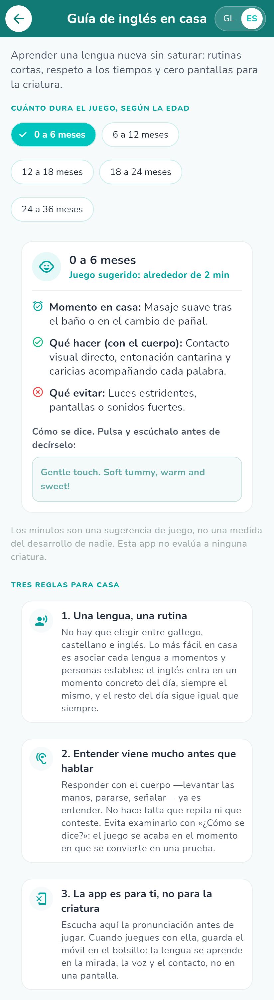 Guía de inglés en casa
GL ES
Aprender una lengua nueva sin saturar: rutinas
cortas, respeto a los tiempos y cero pantallas para
la criatura.
CUÁNTO DURA EL JUEGO, SEGÚN LA EDAD
0 a 6 meses
6 a 12 meses
12 a 18 meses
18 a 24 meses
24 a 36 meses
0 a 6 meses
Juego sugerido: alrededor de 2 min
Momento en casa: Masaje suave tras
el baño o en el cambio de pañal.
Qué hacer (con el cuerpo): Contacto
visual directo, entonación cantarina y
caricias acompañando cada palabra.
Qué evitar: Luces estridentes,
pantallas o sonidos fuertes.
Cómo se dice. Pulsa y escúchalo antes de
decírselo:
Gentle touch. Soft tummy, warm and
sweet!
Los minutos son una sugerencia de juego, no una medida
del desarrollo de nadie. Esta app no evalúa a ninguna
criatura.
TRES REGLAS PARA CASA
1. Una lengua, una rutina
No hay que elegir entre gallego,
castellano e inglés. Lo más fácil en casa
es asociar cada lengua a momentos y
personas estables: el inglés entra en un
momento concreto del día, siempre el
mismo, y el resto del día sigue igual que
siempre.
2. Entender viene mucho antes que
hablar
Responder con el cuerpo —levantar las
manos, pararse, señalar— ya es
entender. No hace falta que repita ni que
conteste. Evita examinarlo con «¿Cómo se
dice?»: el juego se acaba en el momento
en que se convierte en una prueba.
3. La app es para ti, no para la
criatura
Escucha aquí la pronunciación antes de
jugar. Cuando juegues con ella, guarda el
móvil en el bolsillo: la lengua se aprende
en la mirada, la voz y el contacto, no en
una pantalla.